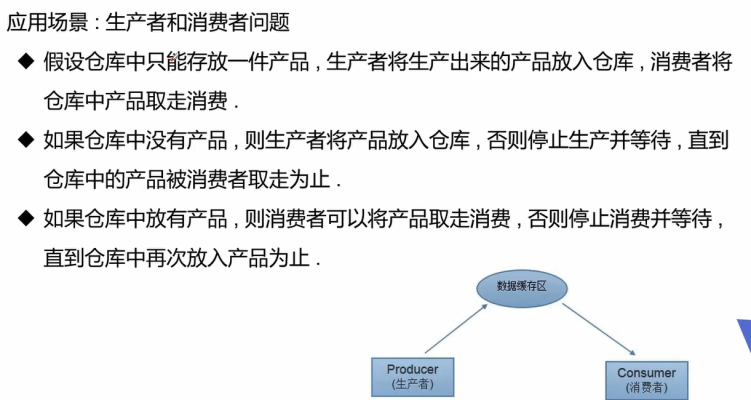 应用场景 : 生产者和消费者问题
◆ 假设仓库中只能存放一件产品 , 生产者将生产出来的产品放入仓库 , 消费者将
仓库中产品取走消费 .
◆ 如果仓库中没有产品 , 则生产者将产品放入仓库 , 否则停止生产并等待 , 直到
仓库中的产品被消费者取走为止 .
◆ 如果仓库中放有产品 , 则消费者可以将产品取走消费 , 否则停止消费并等待 ,
直到仓库中再次放入产品为止 .
数据缓存区
Producer
(生产者)
Consumer
(消费者)